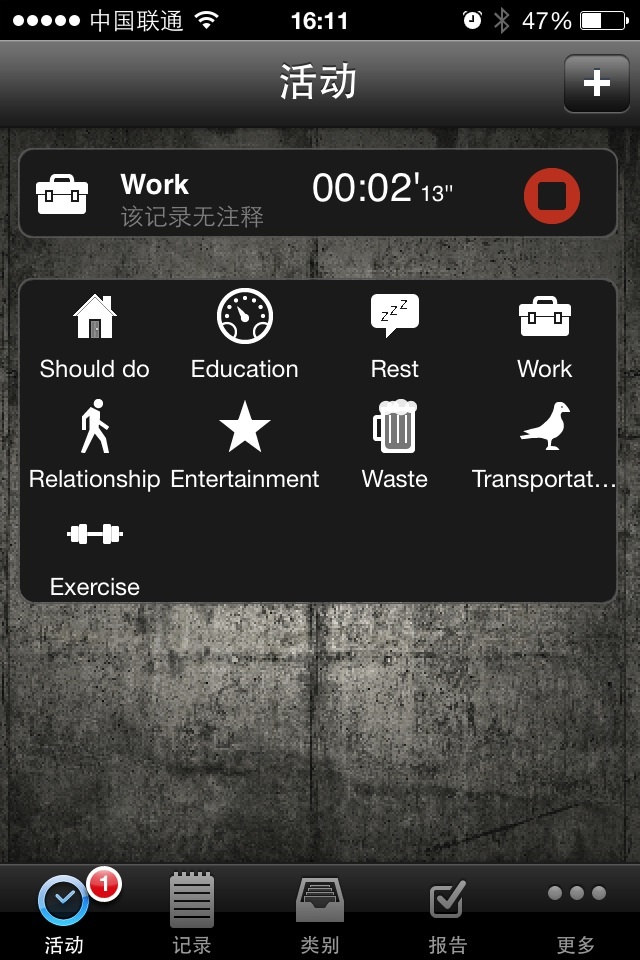 中国联通 16:11 47%
活动
Work 00:02'13"
该记录无注释
zzz
Should do Education Rest Work
Relationship Entertainment Waste Transportat...
Exercise
1
活动 记录 类别 报告 更多